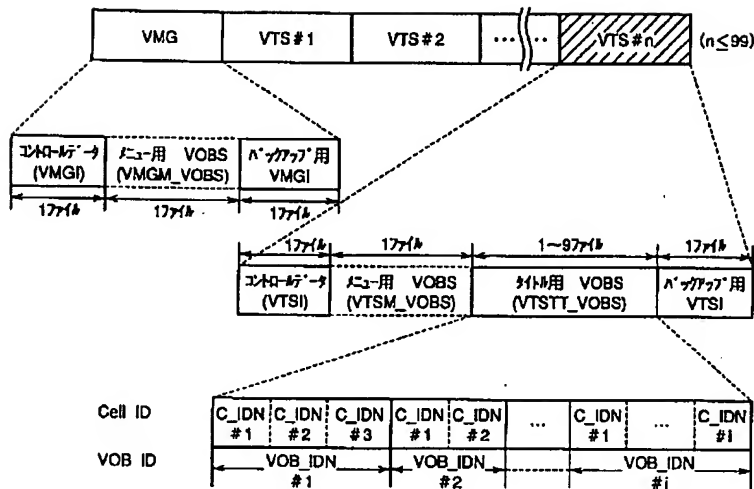 VMG VTS#1 VTS#2 ..... ..... VTS#n (n≤99)
コントロールデータ メニュー用 VOBS バックアップ用
(VMGI) (VMGM_VOBS) VMGI
1ファイル 1ファイル 1ファイル
1ファイル 1ファイル 1~9ファイル 1ファイル
コントロールデータ メニュー用 VOBS タイトル用 VOBS バックアップ用
(VTSI) (VTSM_VOBS) (VTSTT_VOBS) VTSI
Cell ID C_IDN C_IDN C_IDN C_IDN C_IDN ... C_IDN ... C_IDN
#1 #2 #3 #1 #2 #1 #i
VOB ID VOB_IDN VOB_IDN VOB_IDN
#1 #2 #i